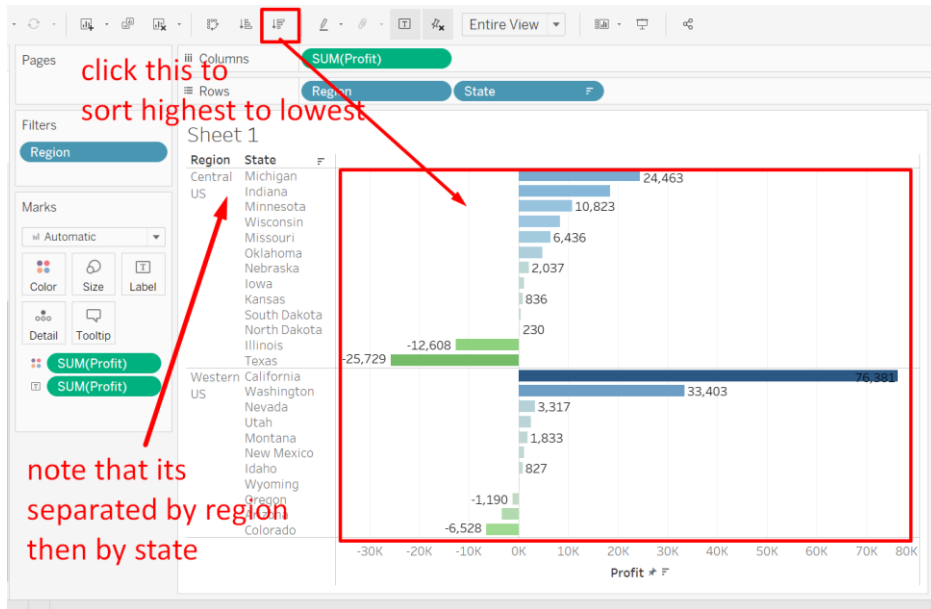 Entire View
Pages
iii Columns
SUM(Profit)
Rows
Region
State
click this to
sort highest to lowest
Filters
Region
Sheet 1
Region State
Central US
Michigan 24,463
Indiana
Minnesota 10,823
Wisconsin
Missouri 6,436
Oklahoma
Nebraska 2,037
Iowa
Kansas 836
South Dakota
North Dakota 230
Illinois -12,608
Texas -25,729
Western US
California 76,381
Washington 33,403
Nevada 3,317
Utah
Montana 1,833
New Mexico
Idaho 827
Wyoming
Oregon -1,190
Arizona
Colorado -6,528
-30K -20K -10K 0K 10K 20K 30K 40K 50K 60K 70K 80K
Profit
Marks
Automatic
Color Size Label
Detail Tooltip
SUM(Profit)
SUM(Profit)
note that its
separated by region
then by state